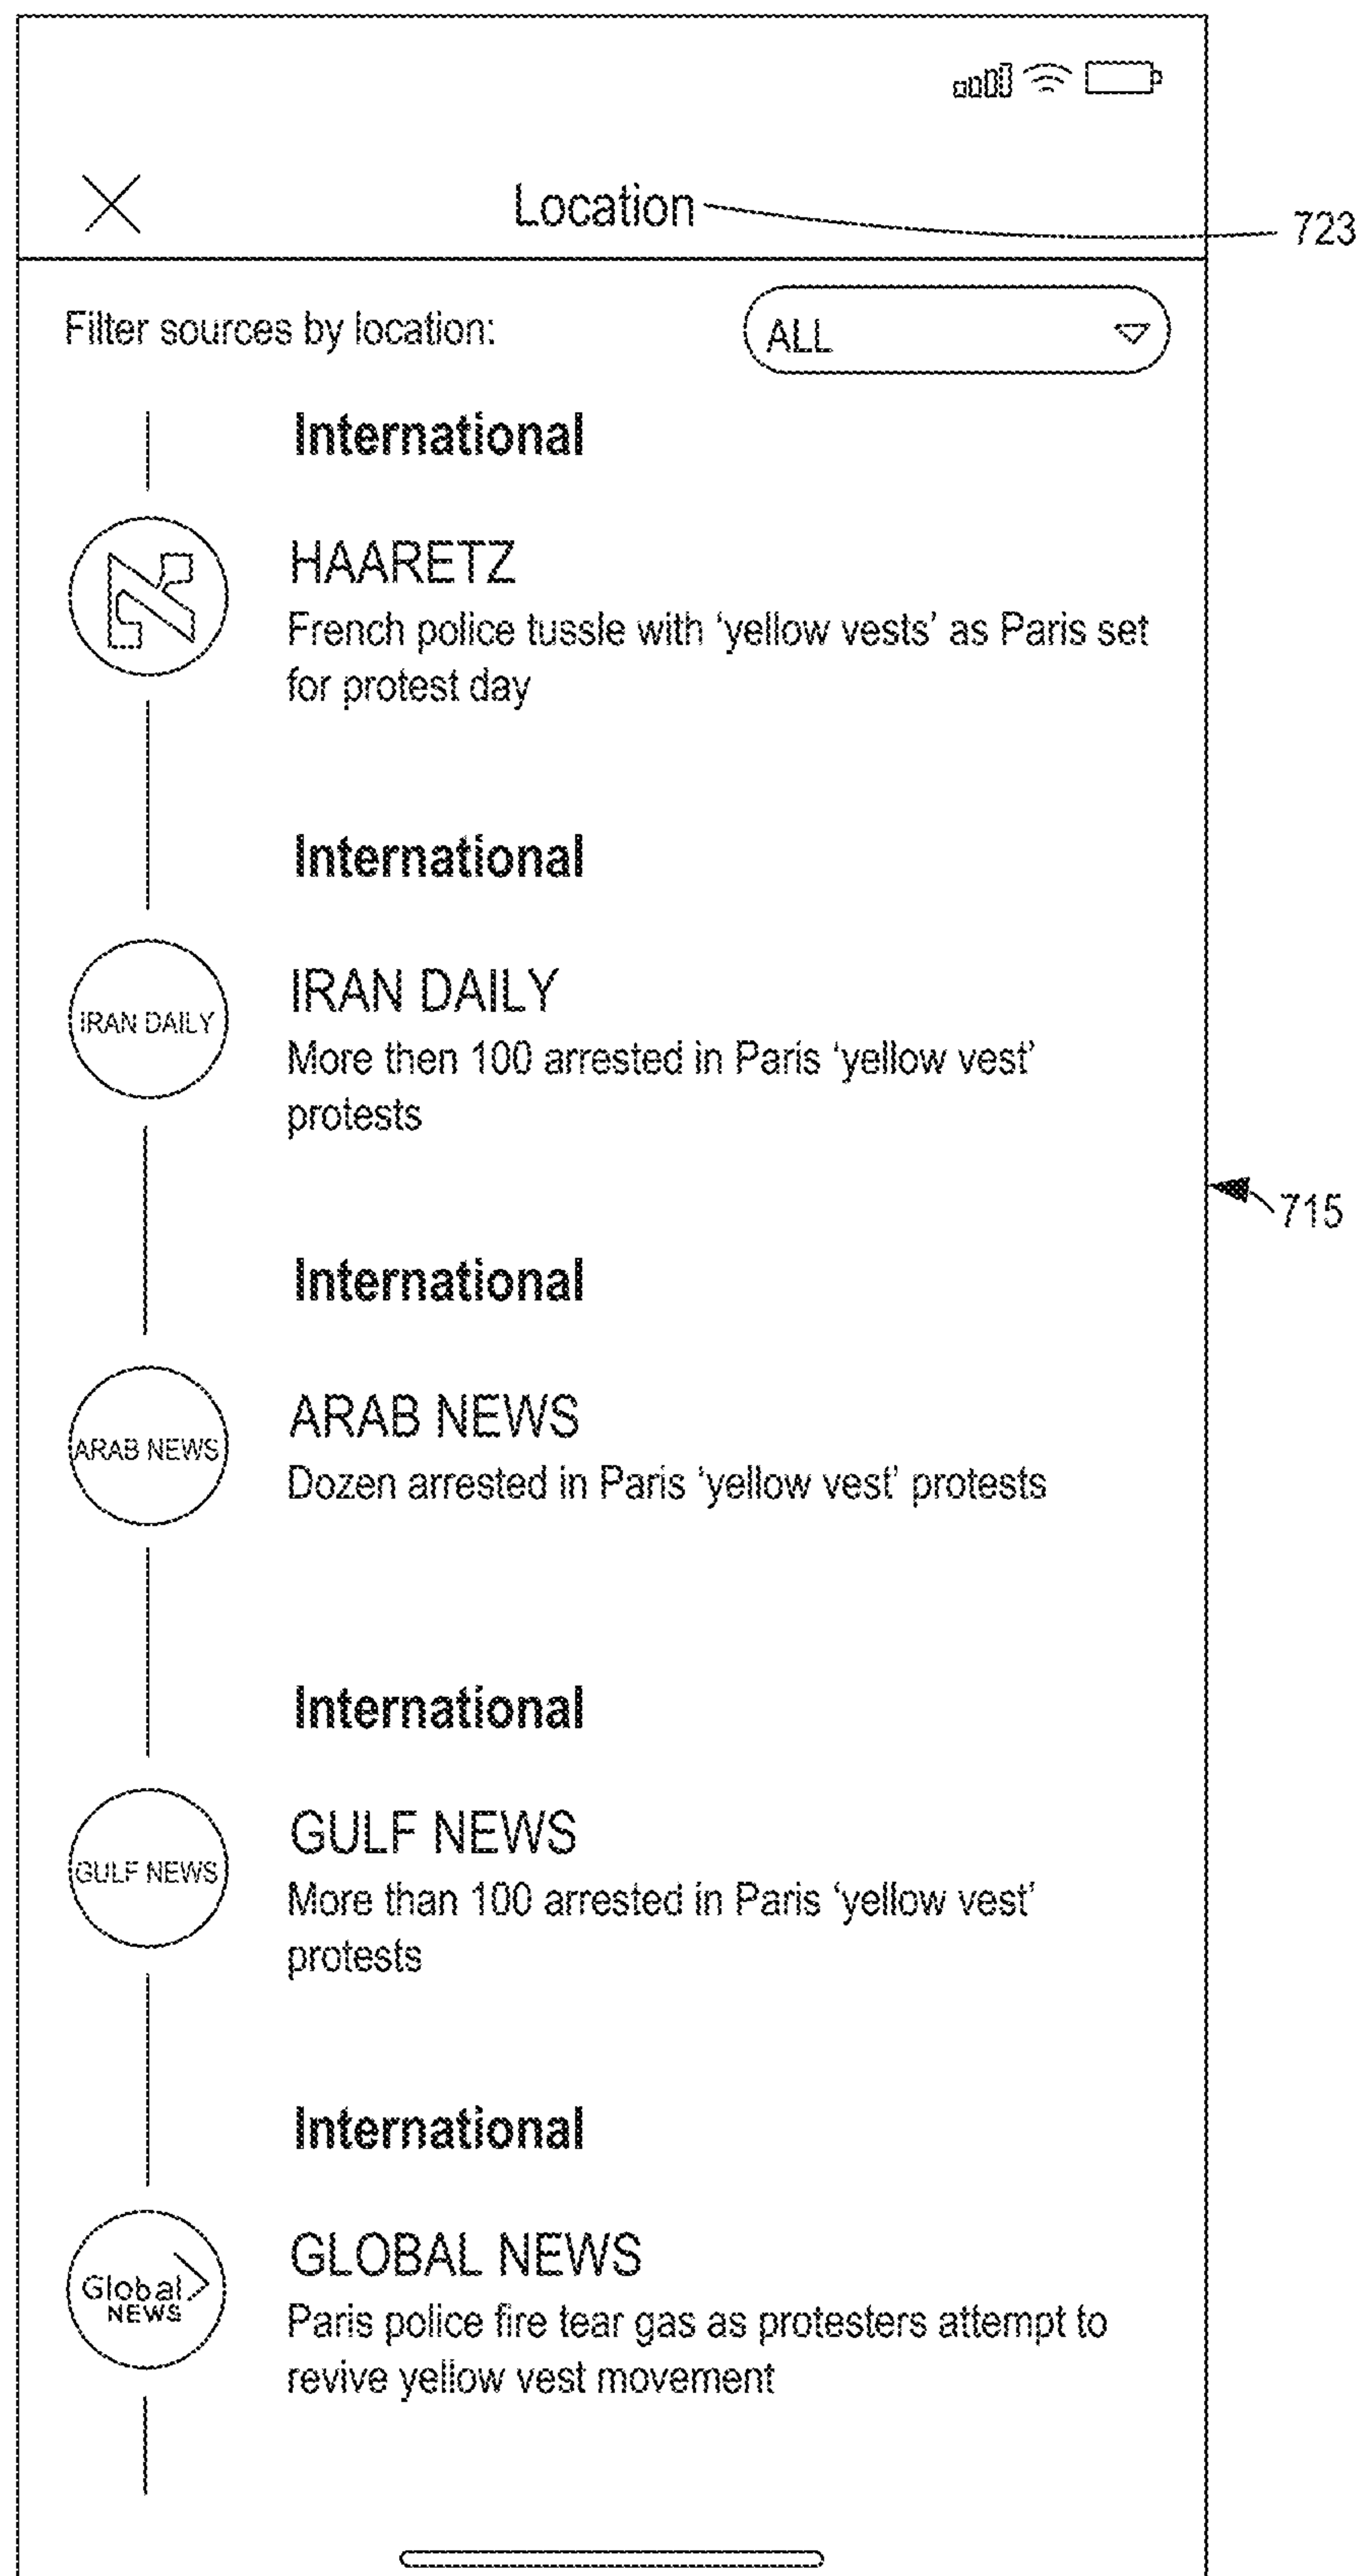 Location
723
Filter sources by location:
ALL
International
HAARETZ
French police tussle with ‘yellow vests’ as Paris set
for protest day
International
IRAN DAILY
IRAN DAILY
More then 100 arrested in Paris ‘yellow vest’
protests
715
International
ARAB NEWS
ARAB NEWS
Dozen arrested in Paris ‘yellow vest’ protests
International
GULF NEWS
GULF NEWS
More than 100 arrested in Paris ‘yellow vest’
protests
International
GLOBAL NEWS
Global
NEWS
Paris police fire tear gas as protesters attempt to
revive yellow vest movement